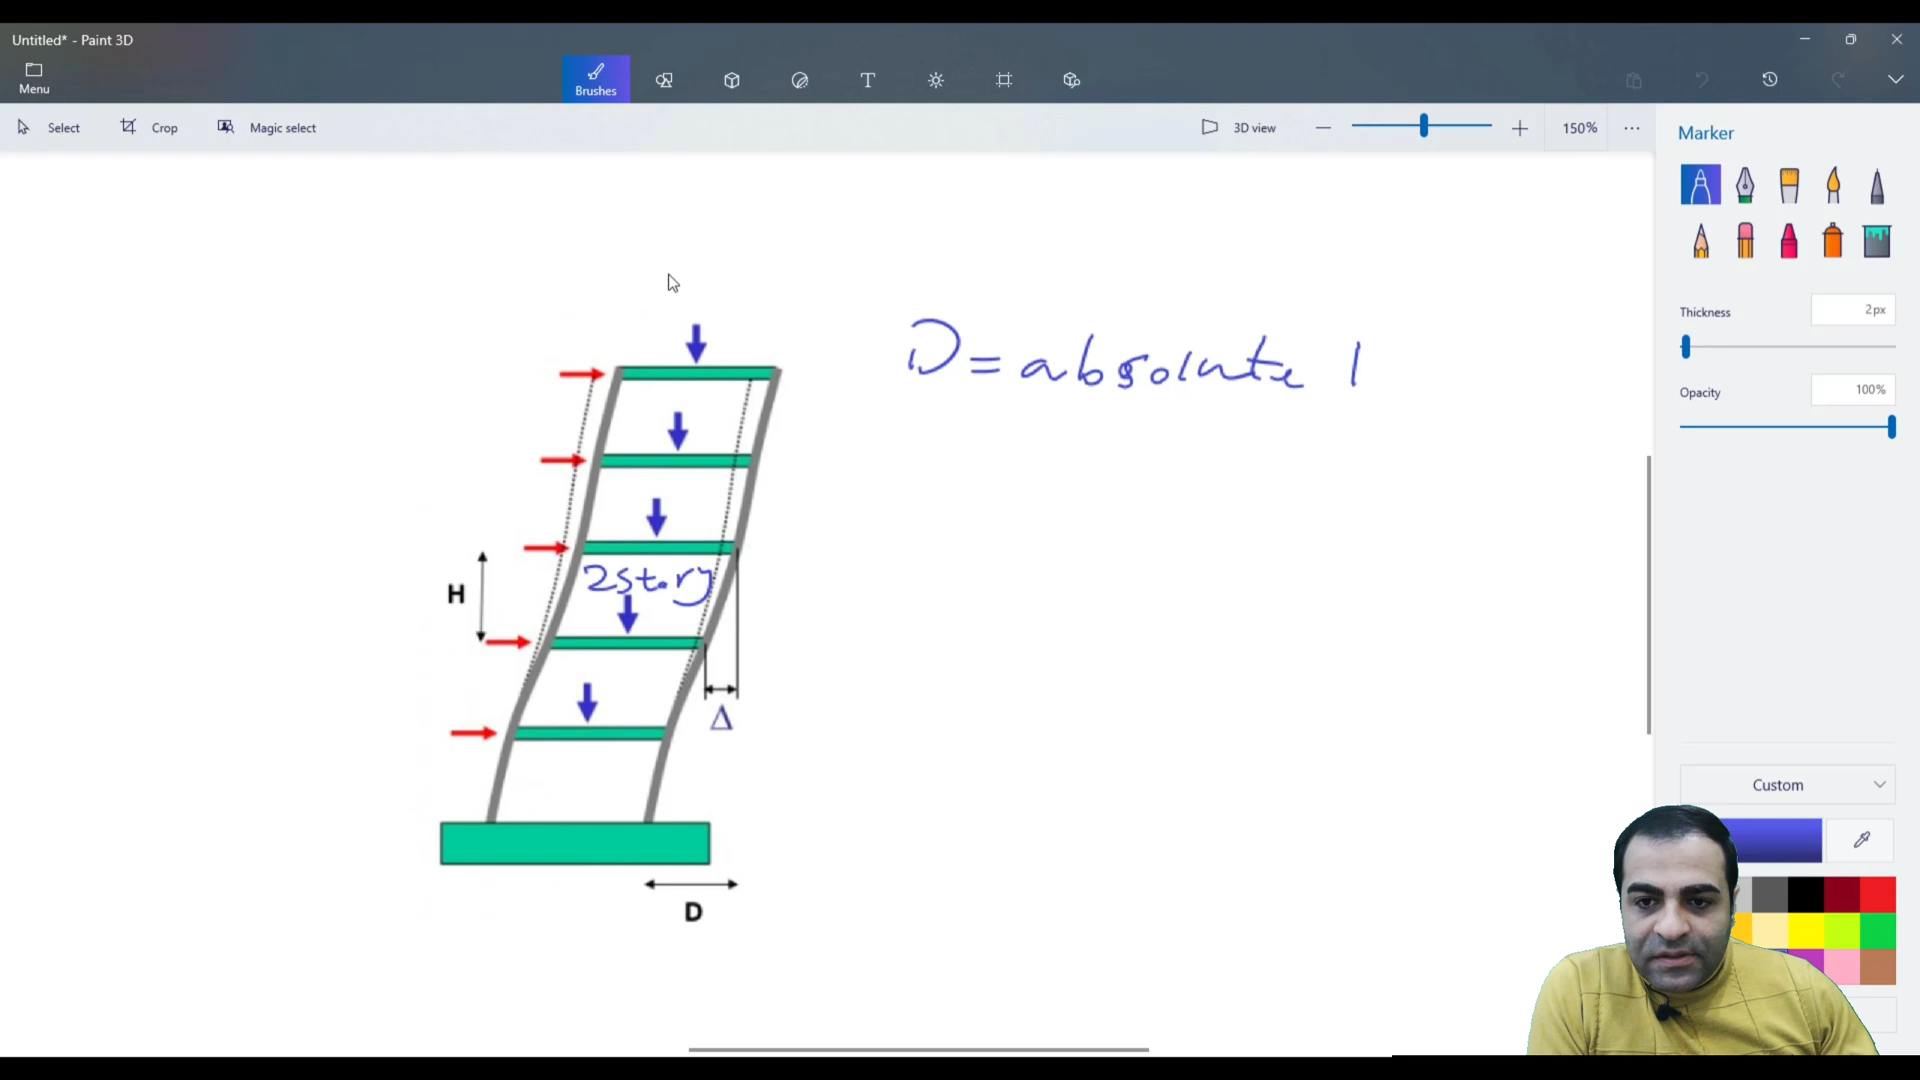 Untitled* - Paint 3D
Menu
Brushes
Select
Crop
Magic select
3D view
150%
Marker
Thickness
2px
Opacity
100%
D = absolute l
2story
H
Δ
D
Custom